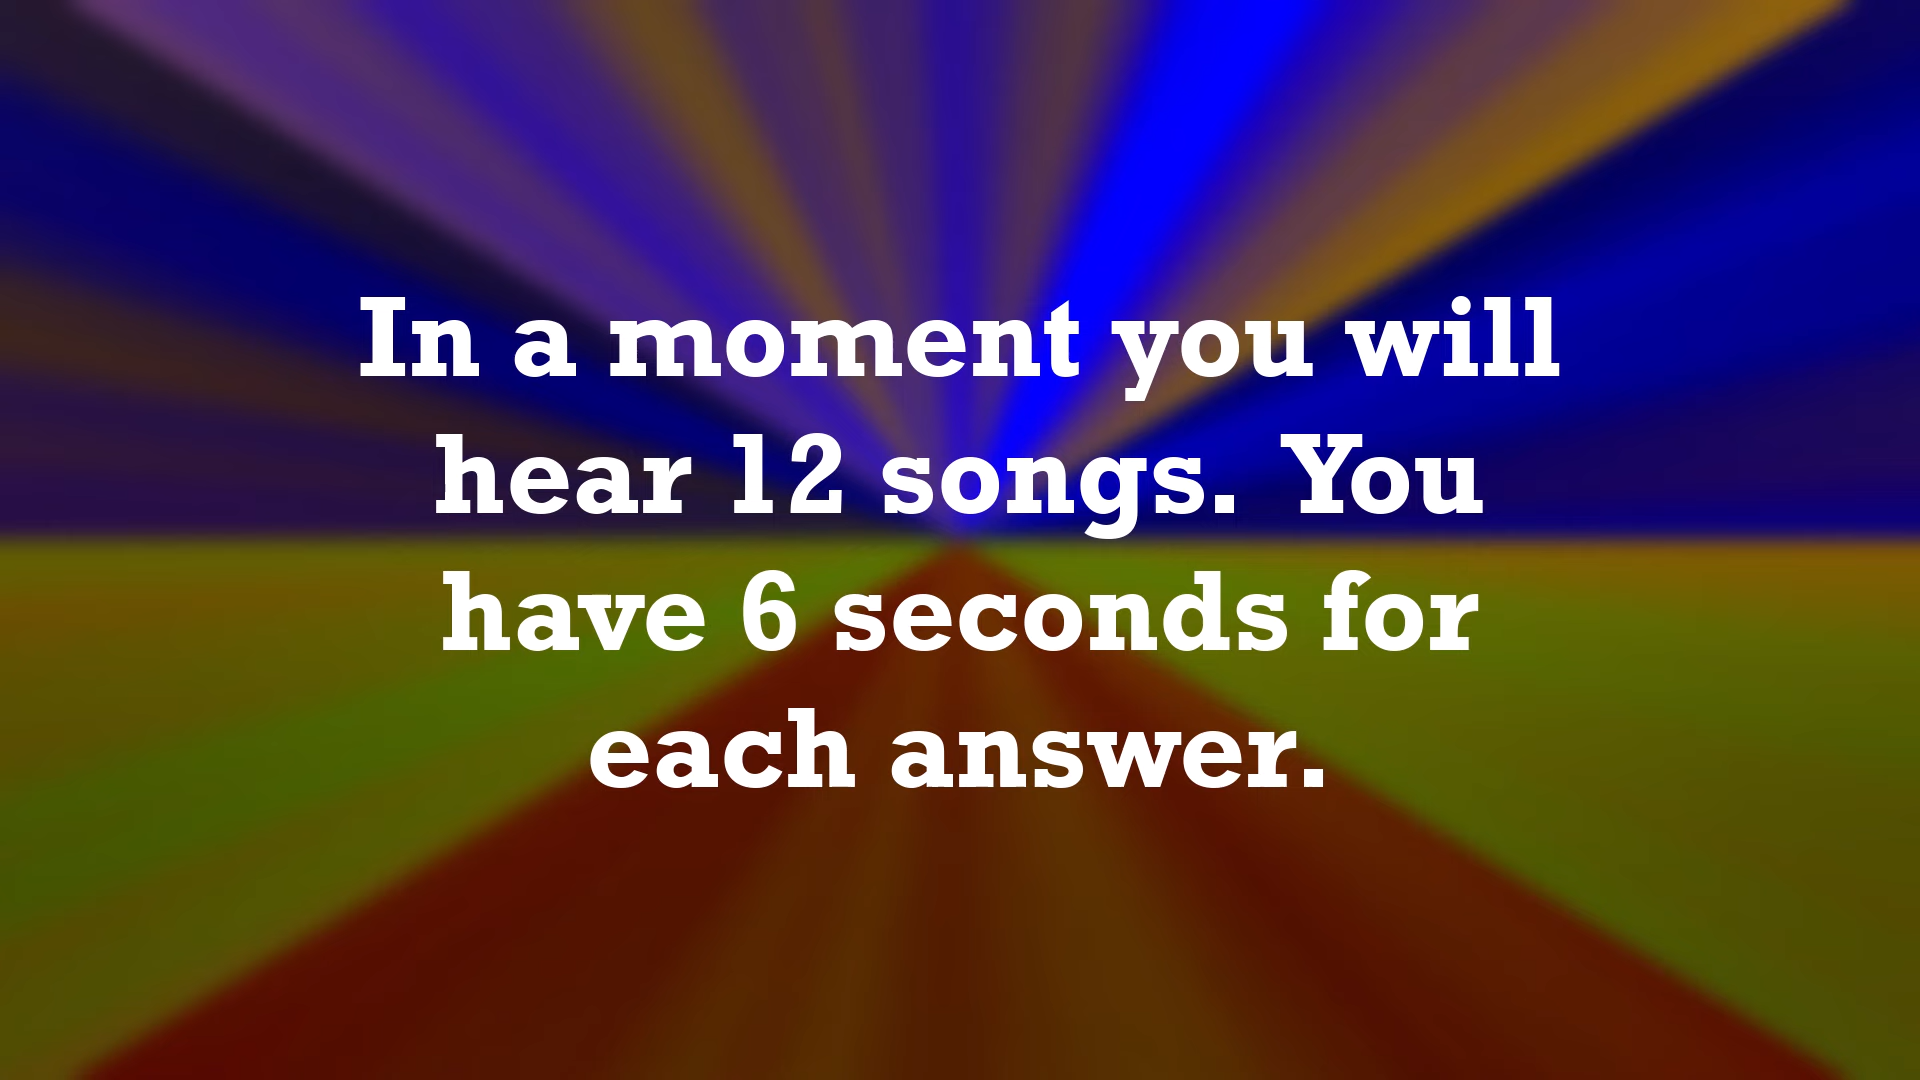 In a moment you will
hear 12 songs. You
have 6 seconds for
each answer.